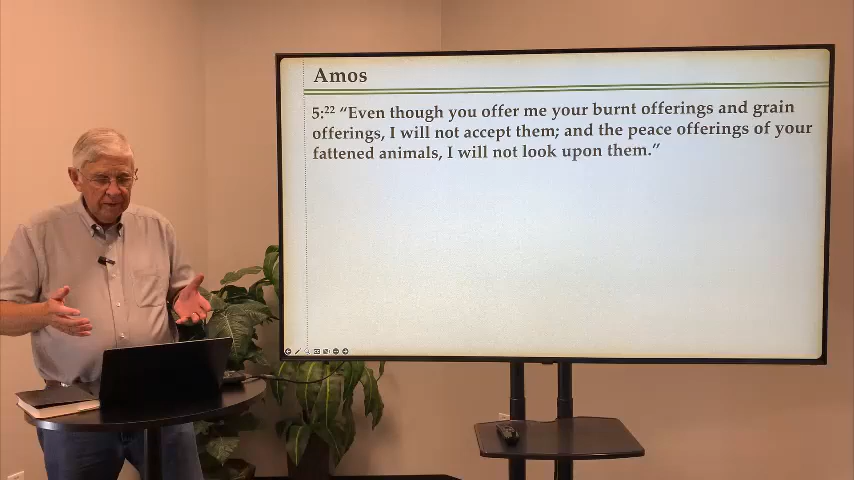 Amos
5:22 “Even though you offer me your burnt offerings and grain
offerings, I will not accept them; and the peace offerings of your
fattened animals, I will not look upon them.”